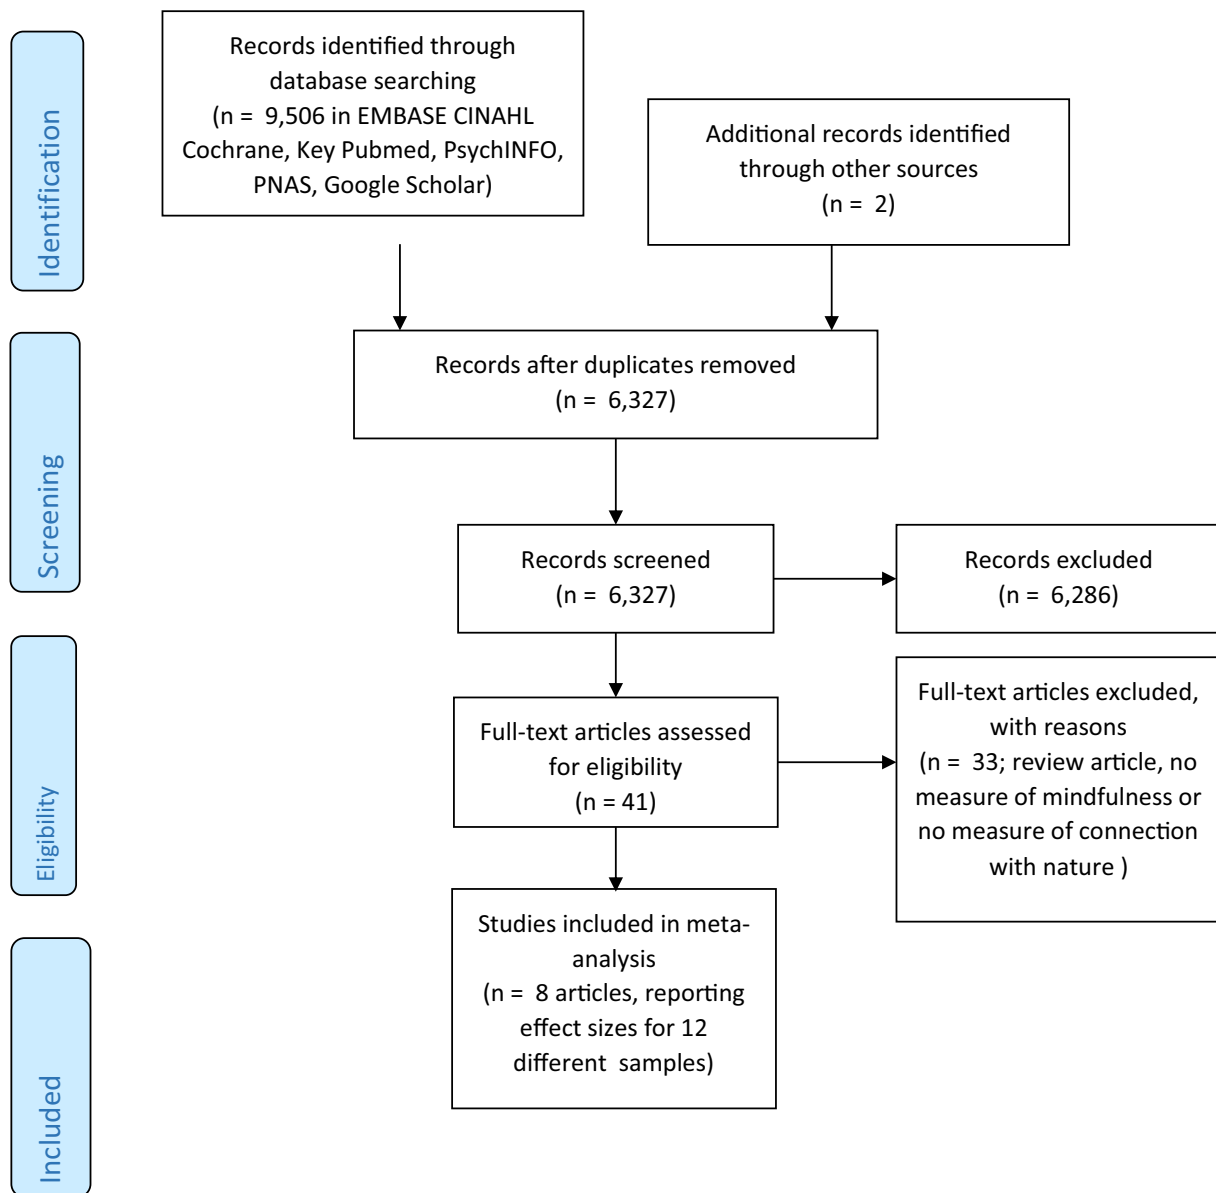 Identification
Records identified through
database searching
(n =  9,506 in EMBASE CINAHL
Cochrane, Key Pubmed, PsychINFO,
PNAS, Google Scholar)
Additional records identified
through other sources
(n =  2)
Screening
Records after duplicates removed
(n =  6,327)
Records screened
(n =  6,327)
Records excluded
(n =  6,286)
Eligibility
Full-text articles assessed
for eligibility
(n = 41)
Full-text articles excluded,
with reasons
(n =  33; review article, no
measure of mindfulness or
no measure of connection
with nature )
Included
Studies included in meta-
analysis
(n =  8 articles, reporting
effect sizes for 12
different  samples)